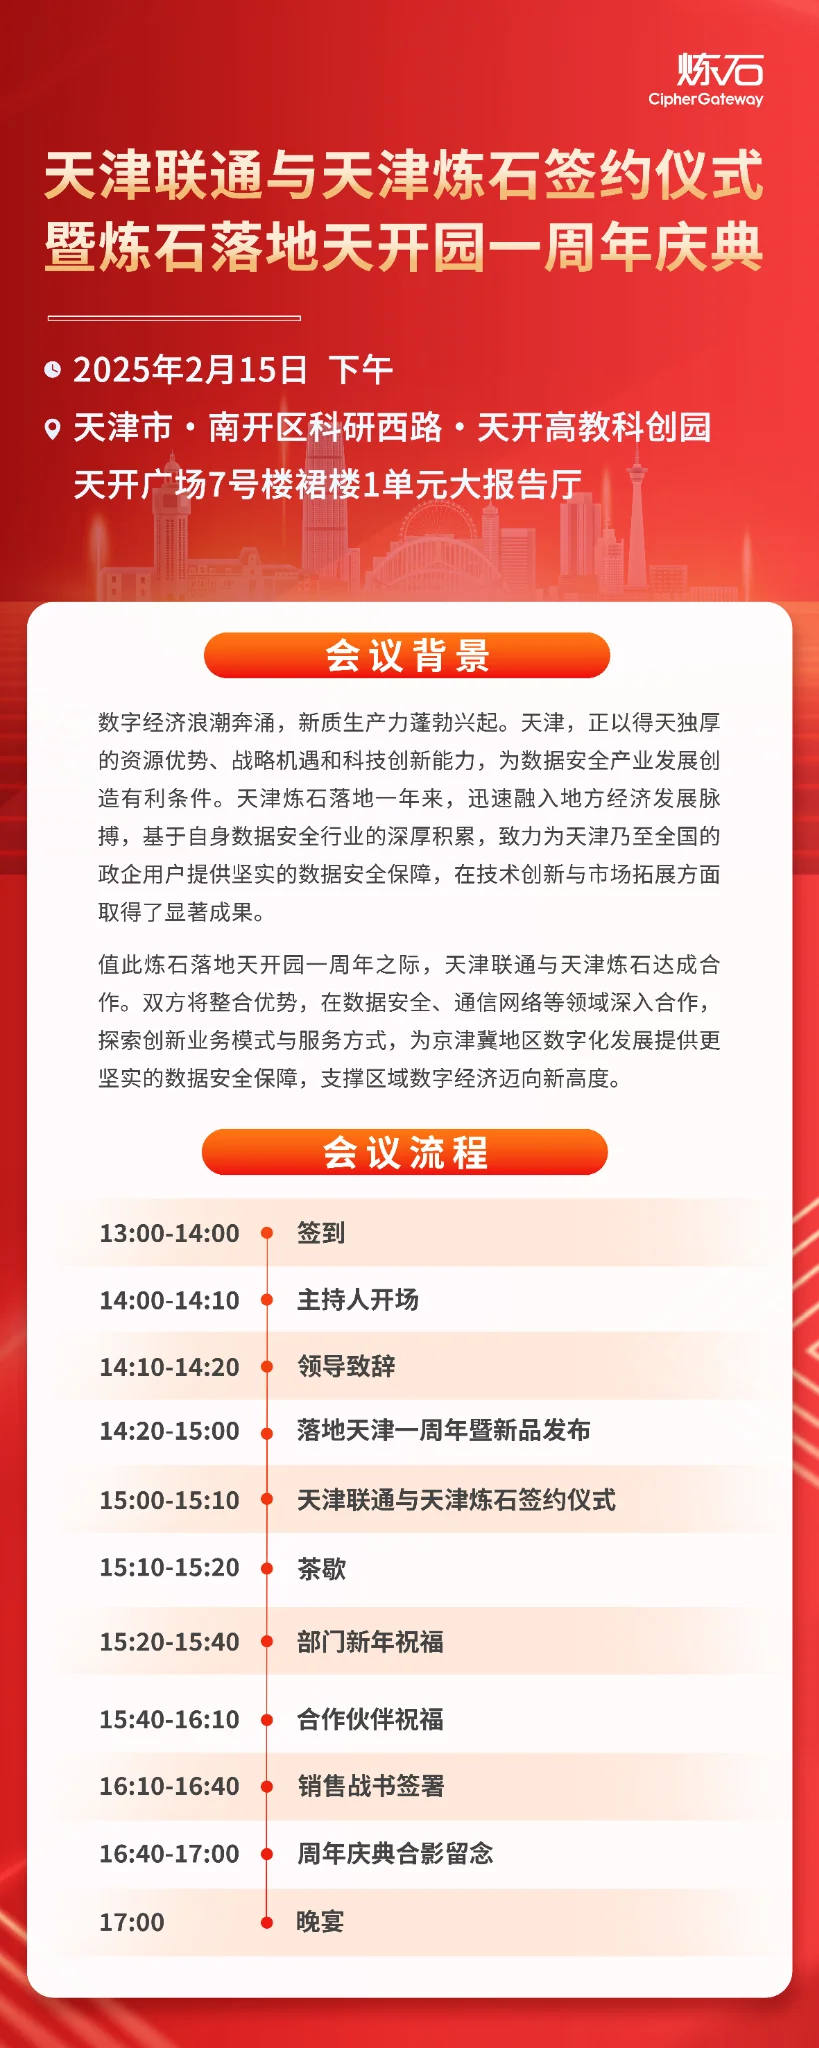 炼石
CipherGateway
天津联通与天津炼石签约仪式
暨炼石落地天开园一周年庆典
2025年2月15日 下午
天津市·南开区科研西路·天开高教科创园
天开广场7号楼裙楼1单元大报告厅
会议背景
数字经济浪潮奔涌，新质生产力蓬勃兴起。天津，正以得天独厚
的资源优势、战略机遇和科技创新能力，为数据安全产业发展创
造有利条件。天津炼石落地一年来，迅速融入地方经济发展脉
搏，基于自身数据安全行业的深厚积累，致力为天津乃至全国的
政企用户提供坚实的数据安全保障，在技术创新与市场拓展方面
取得了显著成果。
值此炼石落地天开园一周年之际，天津联通与天津炼石达成合
作。双方将整合优势，在数据安全、通信网络等领域深入合作，
探索创新业务模式与服务方式，为京津冀地区数字化发展提供更
坚实的数据安全保障，支撑区域数字经济迈向新高度。
会议流程
13:00-14:00 签到
14:00-14:10 主持人开场
14:10-14:20 领导致辞
14:20-15:00 落地天津一周年暨新品发布
15:00-15:10 天津联通与天津炼石签约仪式
15:10-15:20 茶歇
15:20-15:40 部门新年祝福
15:40-16:10 合作伙伴祝福
16:10-16:40 销售战书签署
16:40-17:00 周年庆典合影留念
17:00 晚宴